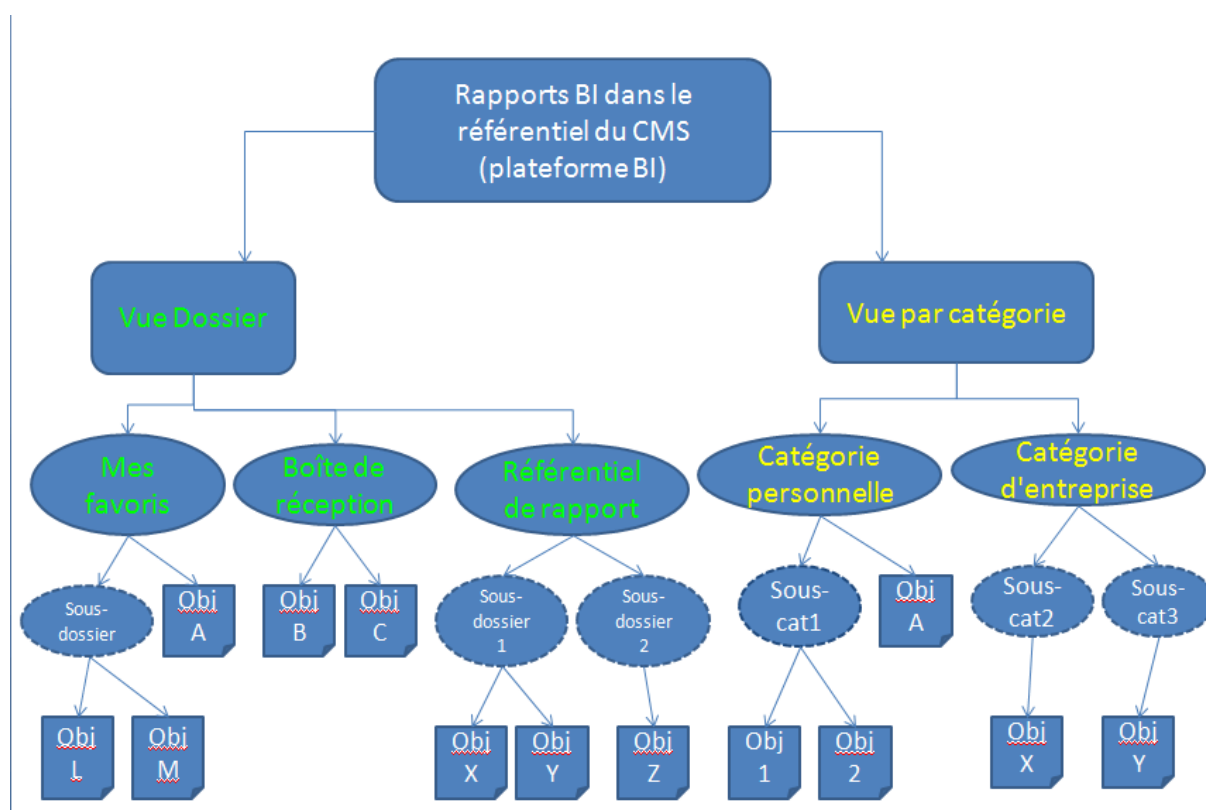 Rapports BI dans le
référentiel du CMS
(plateforme BI)
Vue Dossier
Vue par catégorie
Mes
favoris
Boîte de
réception
Référentiel
de rapport
Catégorie
personnelle
Catégorie
d'entreprise
Sous-
dossier
Obj
A
Obj
B
Obj
C
Sous-
dossier
1
Sous-
dossier
2
Sous-
cat1
Obj
A
Sous-
cat2
Sous-
cat3
Obj
L
Obj
M
Obj
X
Obj
Y
Obj
Z
Obj
1
Obj
2
Obj
X
Obj
Y